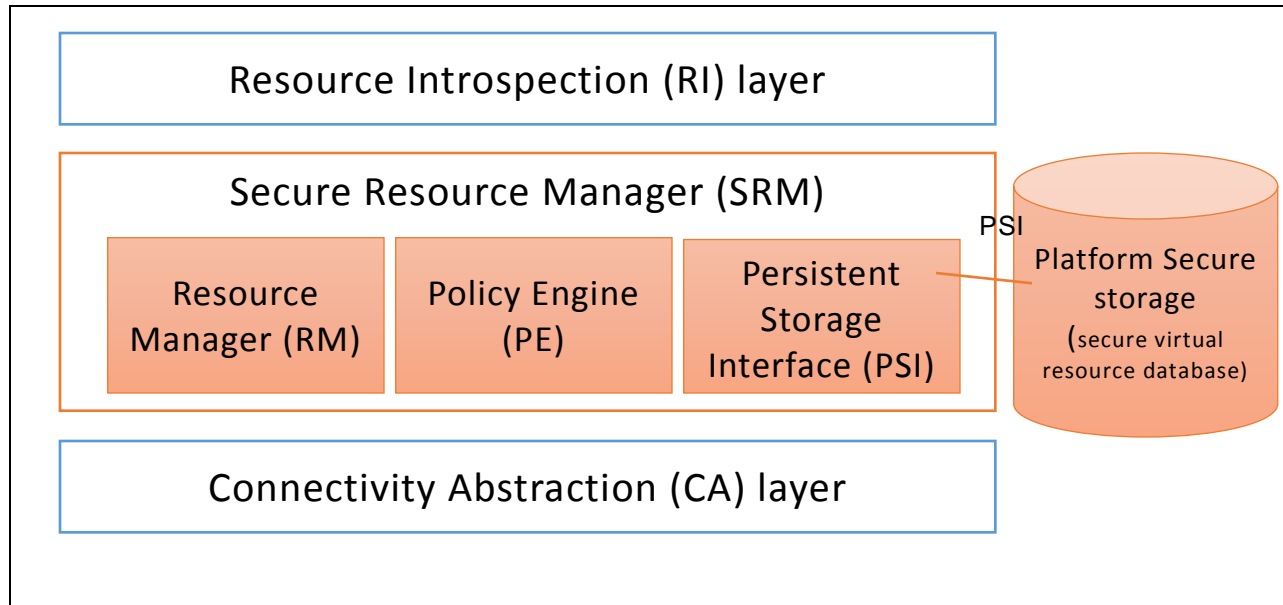 Resource Introspection (RI) layer
Secure Resource Manager (SRM)
Resource
Manager (RM)
Policy Engine
(PE)
Persistent
Storage
Interface (PSI)
PSI
Platform Secure
storage
(secure virtual
resource database)
Connectivity Abstraction (CA) layer